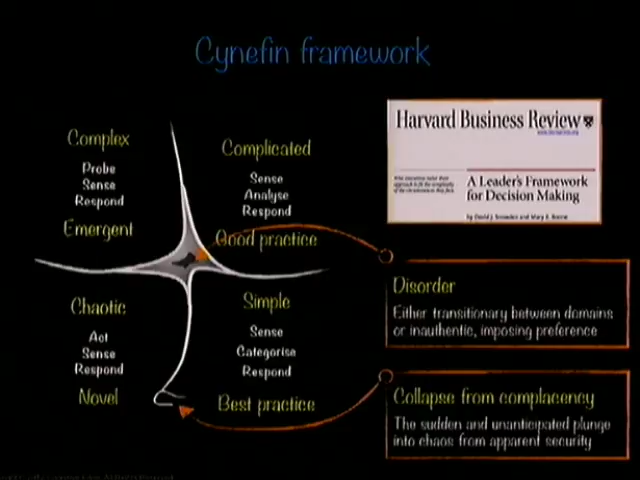 Cynefin framework
Complex
Probe
Sense
Respond
Emergent
Complicated
Sense
Analyse
Respond
Good practice
Chaotic
Act
Sense
Respond
Novel
Simple
Sense
Categorise
Respond
Best practice
Harvard Business Review
A Leader's Framework
for Decision Making
by David J. Snowden and Mary E. Boone
Disorder
Either transitionary between domains
or inauthentic, imposing preference
Collapse from complacency
The sudden and unanticipated plunge
into chaos from apparent security